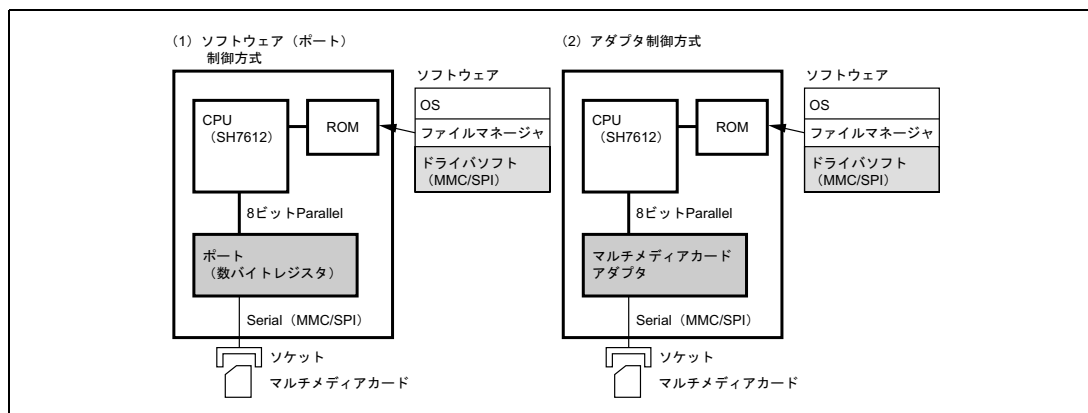 （1）ソフトウェア（ポート）
制御方式
ソフトウェア
CPU
（SH7612）
ROM
OS
ファイルマネージャ
ドライバソフト
（MMC/SPI）
8ビットParallel
ポート
（数バイトレジスタ）
Serial（MMC/SPI）
ソケット
マルチメディアカード
（2）アダプタ制御方式
ソフトウェア
CPU
（SH7612）
ROM
OS
ファイルマネージャ
ドライバソフト
（MMC/SPI）
8ビットParallel
マルチメディアカード
アダプタ
Serial（MMC/SPI）
ソケット
マルチメディアカード